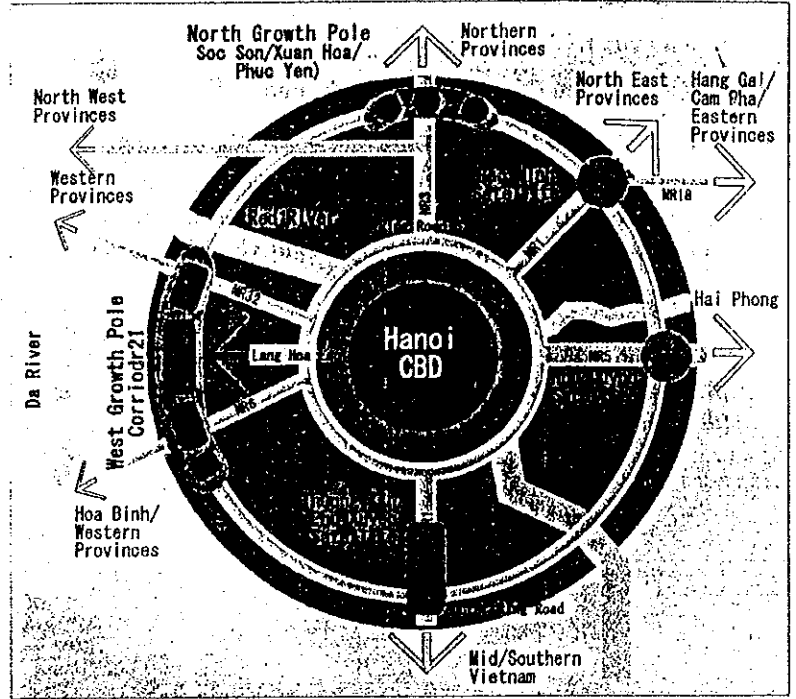 North Growth Pole
Soc Son/Xuan Hoa/
Phuc Yen)
Northern
Provinces
North East
Provinces
Hang Gai/
Cam Pha/
Eastern
Provinces
North West
Provinces
Western
Provinces
Red River
NR3
Road
NR1
NR18
NR32
Hai Phong
Hanoi
CBD
Lang Hoa
NR5
NR6
Da River
West Growth Pole
Corriodr21
Hoa Binh/
Western
Provinces
Road
Mid/Southern
Vietnam